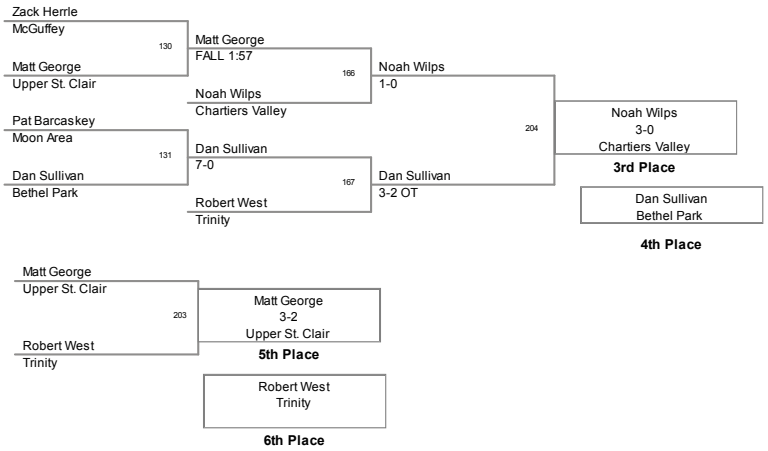 Zack Herrle
McGuffey
130
Matt George
Upper St. Clair
Matt George
FALL 1:57
166
Noah Wilps
Chartiers Valley
Noah Wilps
1-0
Pat Barcaskey
Moon Area
131
Dan Sullivan
Bethel Park
Dan Sullivan
7-0
167
Robert West
Trinity
Dan Sullivan
3-2 OT
204
Noah Wilps
3-0
Chartiers Valley
3rd Place
Dan Sullivan
Bethel Park
4th Place
Matt George
Upper St. Clair
203
Robert West
Trinity
Matt George
3-2
Upper St. Clair
5th Place
Robert West
Trinity
6th Place